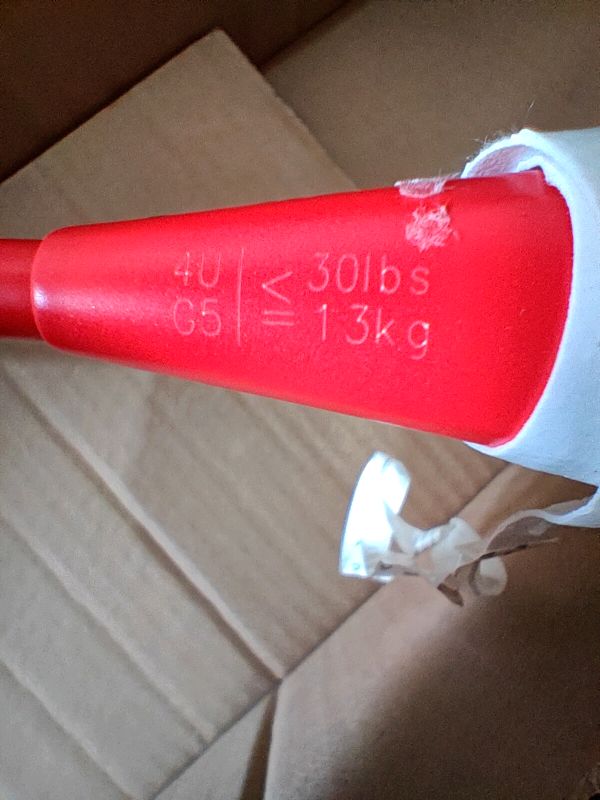 4U
G5
≤ 30lbs
= 13kg